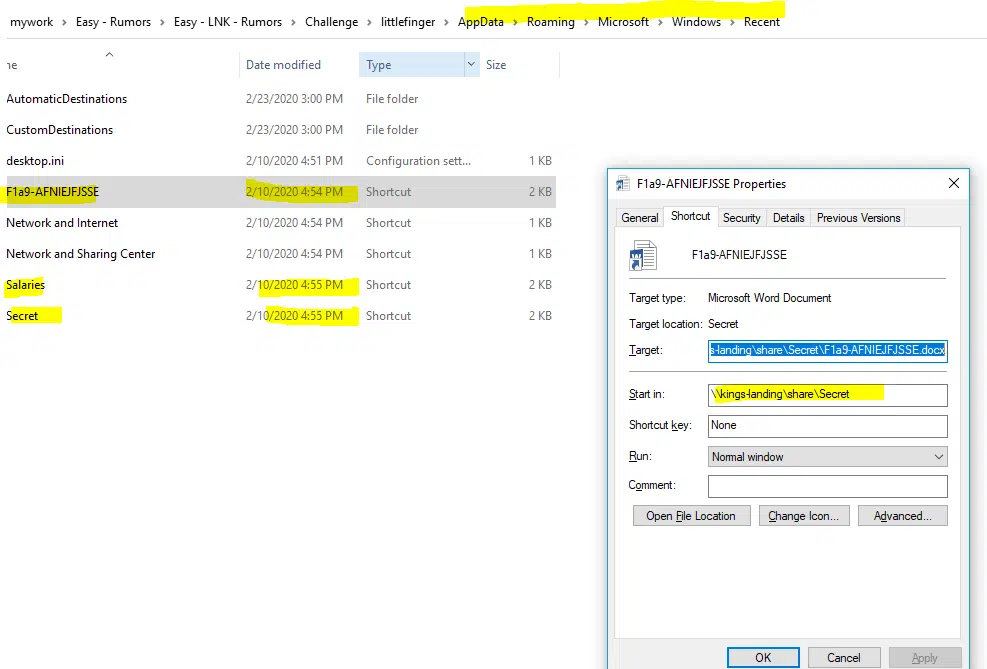 mywork › Easy - Rumors › Easy - LNK - Rumors › Challenge › littlefinger › AppData › Roaming › Microsoft › Windows › Recent
ne Date modified Type Size
AutomaticDestinations 2/23/2020 3:00 PM File folder
CustomDestinations 2/23/2020 3:00 PM File folder
desktop.ini 2/10/2020 4:51 PM Configuration sett... 1 KB
F1a9-AFNIEJFJSSE 2/10/2020 4:54 PM Shortcut 2 KB
Network and Internet 2/10/2020 4:54 PM Shortcut 1 KB
Network and Sharing Center 2/10/2020 4:54 PM Shortcut 1 KB
Salaries 2/10/2020 4:55 PM Shortcut 2 KB
Secret 2/10/2020 4:55 PM Shortcut 2 KB
F1a9-AFNIEJFJSSE Properties
General Shortcut Security Details Previous Versions
F1a9-AFNIEJFJSSE
Target type: Microsoft Word Document
Target location: Secret
Target: s-landing\share\Secret\F1a9-AFNIEJFJSSE.docx
Start in: \\kings-landing\share\Secret
Shortcut key: None
Run: Normal window
Comment:
Open File Location Change Icon... Advanced...
OK Cancel Apply